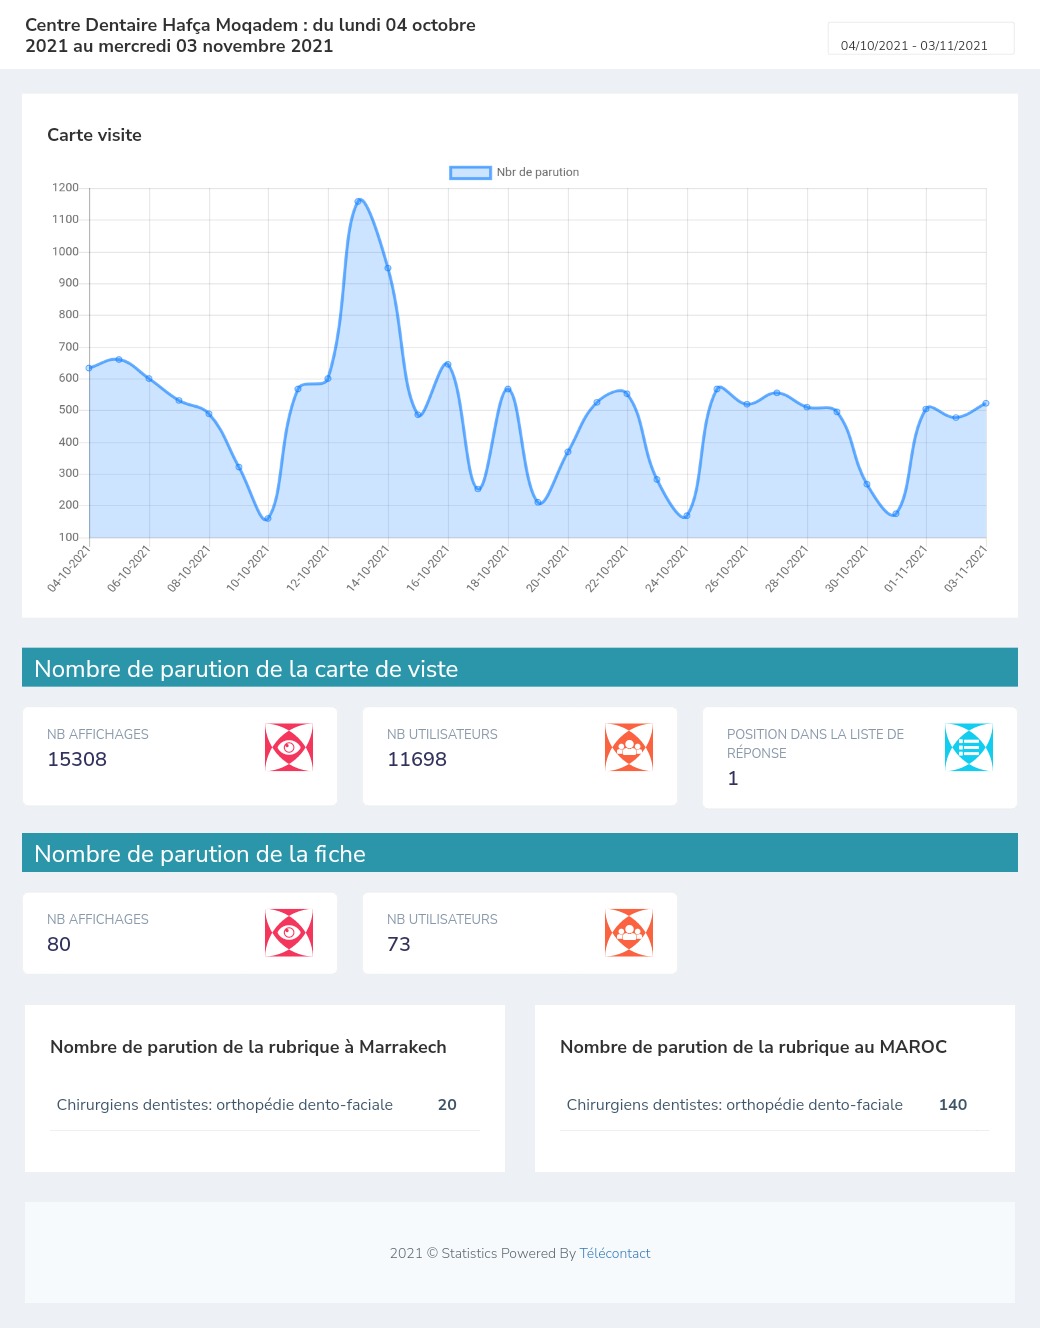 Centre Dentaire Hafça Moqadem : du lundi 04 octobre
2021 au mercredi 03 novembre 2021
04/10/2021 - 03/11/2021
Carte visite
Nbr de parution
1200
1100
1000
900
800
700
600
500
400
300
200
100
04-10-2021
06-10-2021
08-10-2021
10-10-2021
12-10-2021
14-10-2021
16-10-2021
18-10-2021
20-10-2021
22-10-2021
24-10-2021
26-10-2021
28-10-2021
30-10-2021
01-11-2021
03-11-2021
Nombre de parution de la carte de viste
NB AFFICHAGES
15308
NB UTILISATEURS
11698
POSITION DANS LA LISTE DE
RÉPONSE
1
Nombre de parution de la fiche
NB AFFICHAGES
80
NB UTILISATEURS
73
Nombre de parution de la rubrique à Marrakech
Chirurgiens dentistes: orthopédie dento-faciale 20
Nombre de parution de la rubrique au MAROC
Chirurgiens dentistes: orthopédie dento-faciale 140
2021 © Statistics Powered By Télécontact